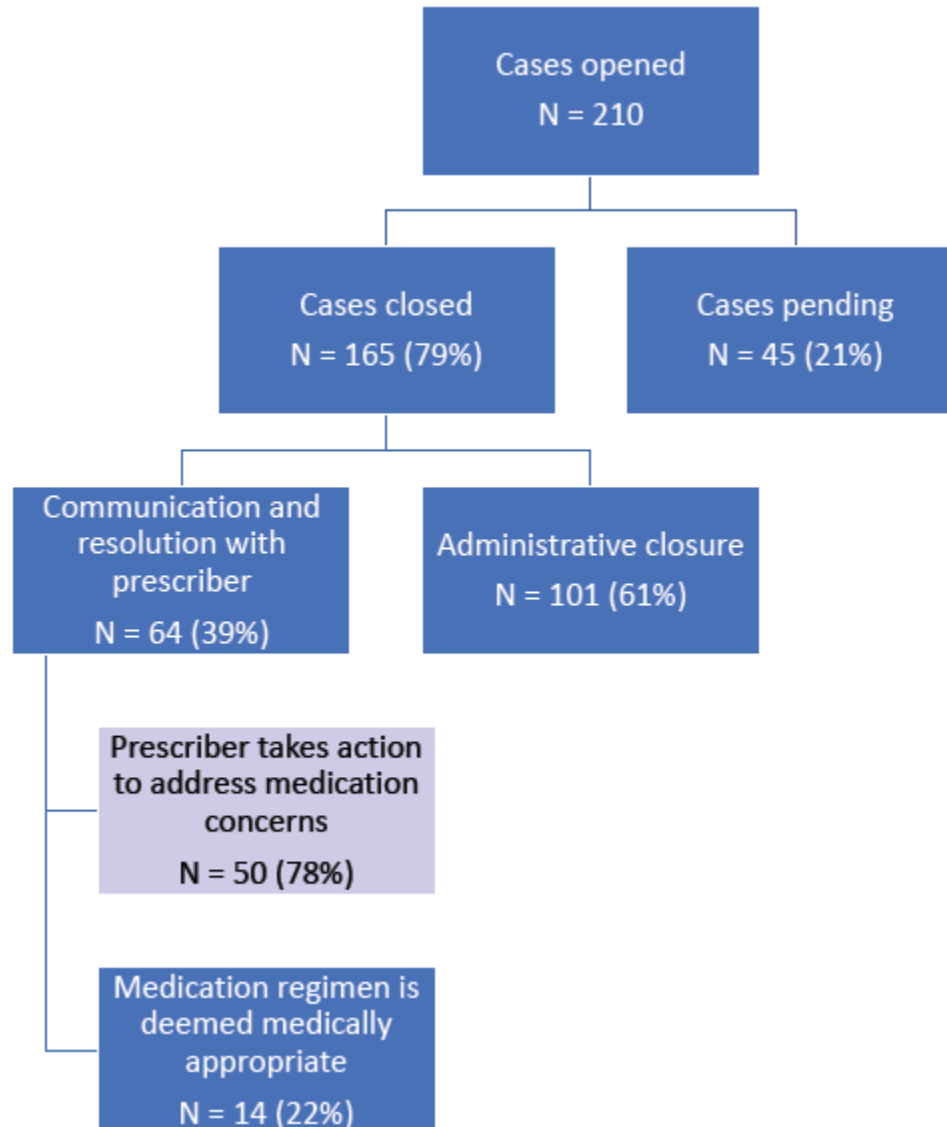 Cases opened
N = 210
Cases closed
N = 165 (79%)
Cases pending
N = 45 (21%)
Communication and
resolution with
prescriber
N = 64 (39%)
Administrative closure
N = 101 (61%)
Prescriber takes action
to address medication
concerns
N = 50 (78%)
Medication regimen is
deemed medically
appropriate
N = 14 (22%)